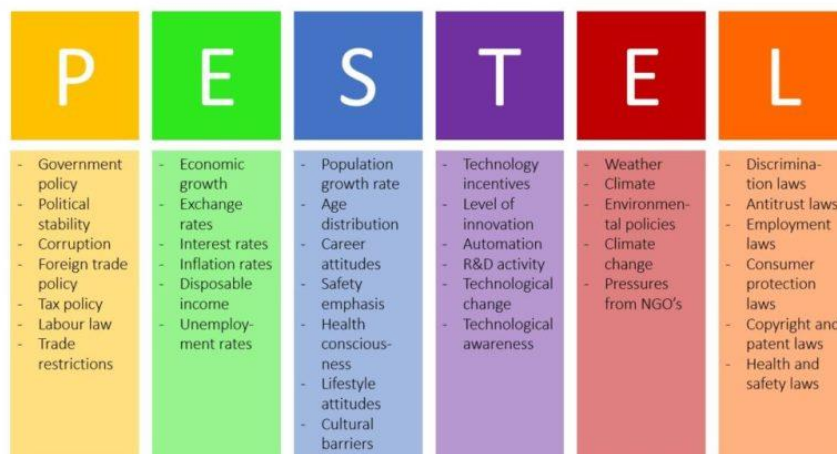 P
- Government
policy
- Political
stability
- Corruption
- Foreign trade
policy
- Tax policy
- Labour law
- Trade
restrictions
E
- Economic
growth
- Exchange
rates
- Interest rates
- Inflation rates
- Disposable
income
- Unemploy-
ment rates
S
- Population
growth rate
- Age
distribution
- Career
attitudes
- Safety
emphasis
- Health
conscious-
ness
- Lifestyle
attitudes
- Cultural
barriers
T
- Technology
incentives
- Level of
innovation
- Automation
- R&D activity
- Technological
change
- Technological
awareness
E
- Weather
- Climate
- Environmen-
tal policies
- Climate
change
- Pressures
from NGO's
L
- Discrimina-
tion laws
- Antitrust laws
- Employment
laws
- Consumer
protection
laws
- Copyright and
patent laws
- Health and
safety laws